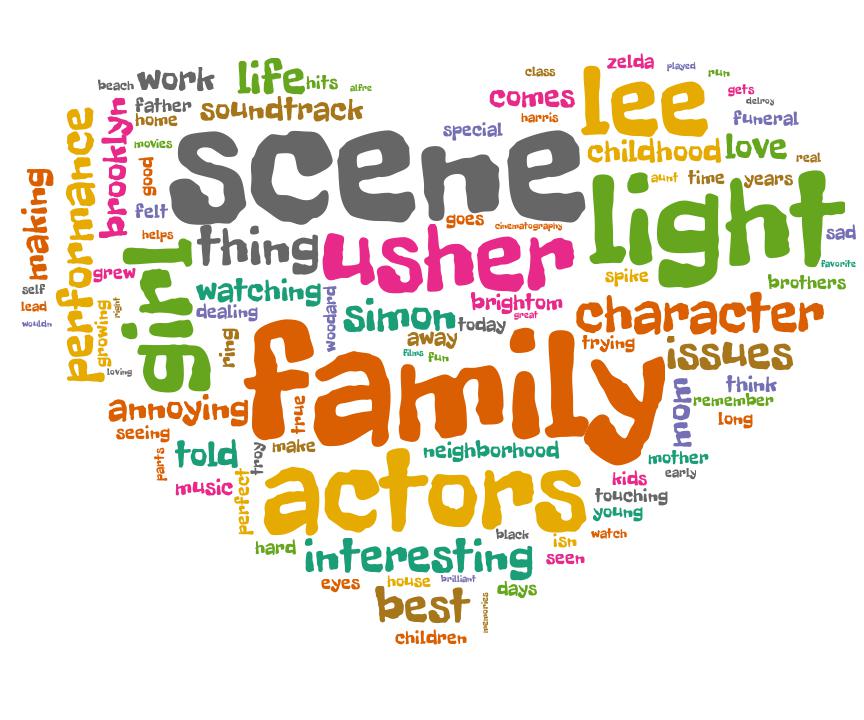 beach
work
life
hits
alfre
class
zelda
played
run
father
home
soundtrack
comes
harris
lee
gets
delroy
funeral
special
performance
brooklyn
movies
good
scene
childhood
love
real
making
felt
aunt
time
years
light
helps
thing
goes
cinematography
usher
sad
favorite
grew
girl
watching
spike
brothers
self
lead
wouldn
growing
right
dealing
woodard
simon
brightom
great
today
character
ring
away
films
fun
trying
issues
loving
family
annoying
true
mom
think
remember
long
seeing
parts
told
troy
make
neighborhood
mother
early
music
perfect
actors
kids
touching
young
hard
interesting
black
isn
watch
seen
eyes
house
brilliant
days
best
memories
children